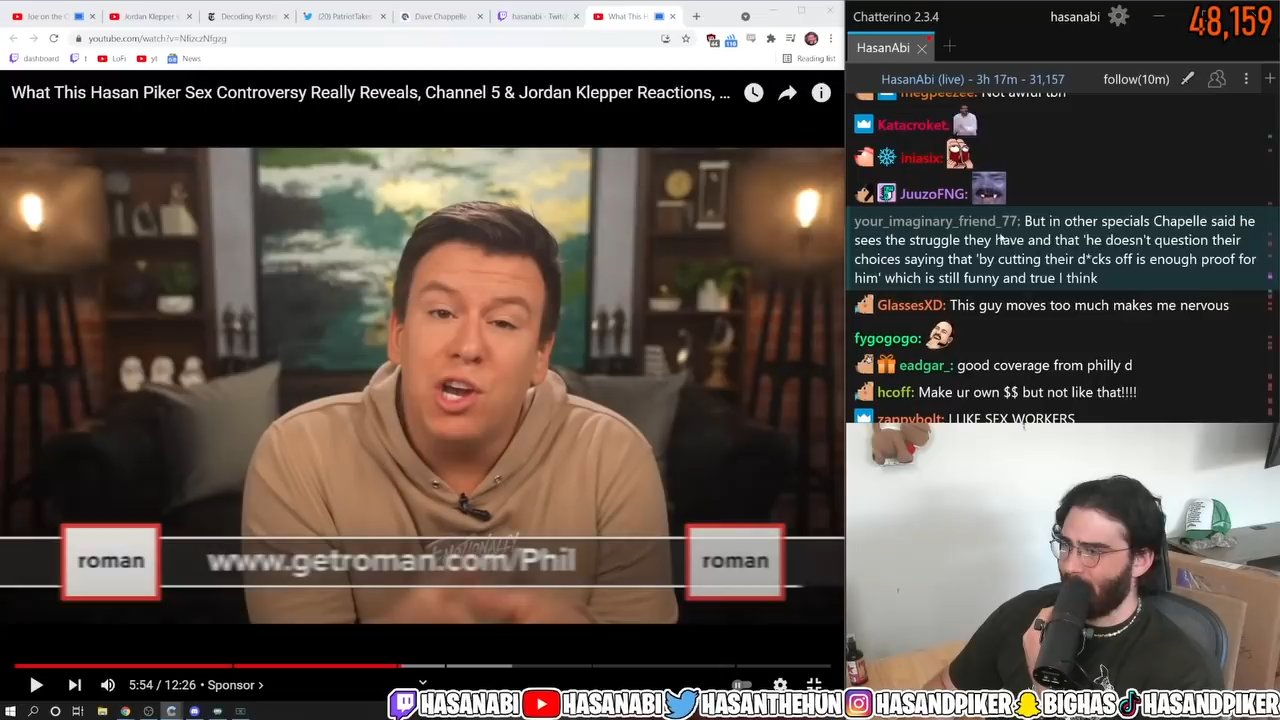 Joe on the C
Jordan Klepper
Decoding Kyrste
(20) PatriotTakes
Dave Chappelle
hasanabi - Twitc
What This H
youtube.com/watch?v=NfizczNfgzg
dashboard
t
LoFi
yt
News
Reading list
What This Hasan Piker Sex Controversy Really Reveals, Channel 5 & Jordan Klepper Reactions, ...
roman
www.getroman.com/Phil
roman
5:54 / 12:26 • Sponsor >
Chatterino 2.3.4
hasanabi
48,159
HasanAbi
HasanAbi (live) - 3h 17m - 31,157
follow(10m)
megpeezee: Not awful tbh
Katacroket.
iniasix:
JuuzoFNG:
your_imaginary_friend_77: But in other specials Chapelle said he
sees the struggle they have and that 'he doesn't question their
choices saying that 'by cutting their d*cks off is enough proof for
him' which is still funny and true I think
GlassesXD: This guy moves too much makes me nervous
fygogogo:
eadgar_: good coverage from philly d
hcoff: Make ur own $$ but not like that!!!!
zappybolt: I LIKE SEX WORKERS
HASANABI
HASANABI
HASANTHEHUN
HASANDPIKER
BIGHAS
HASANDPIKER